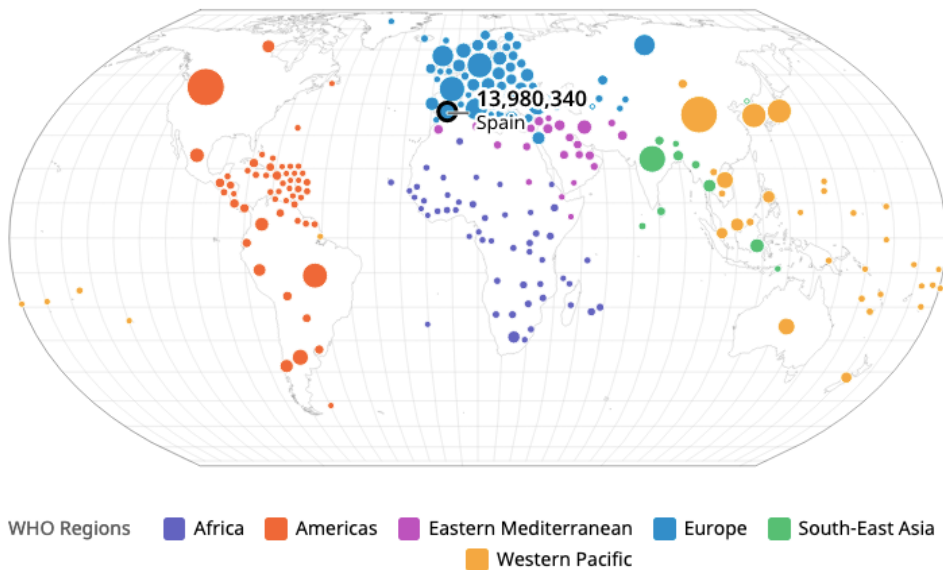 13,980,340
Spain
WHO Regions Africa Americas Eastern Mediterranean Europe South-East Asia
Western Pacific